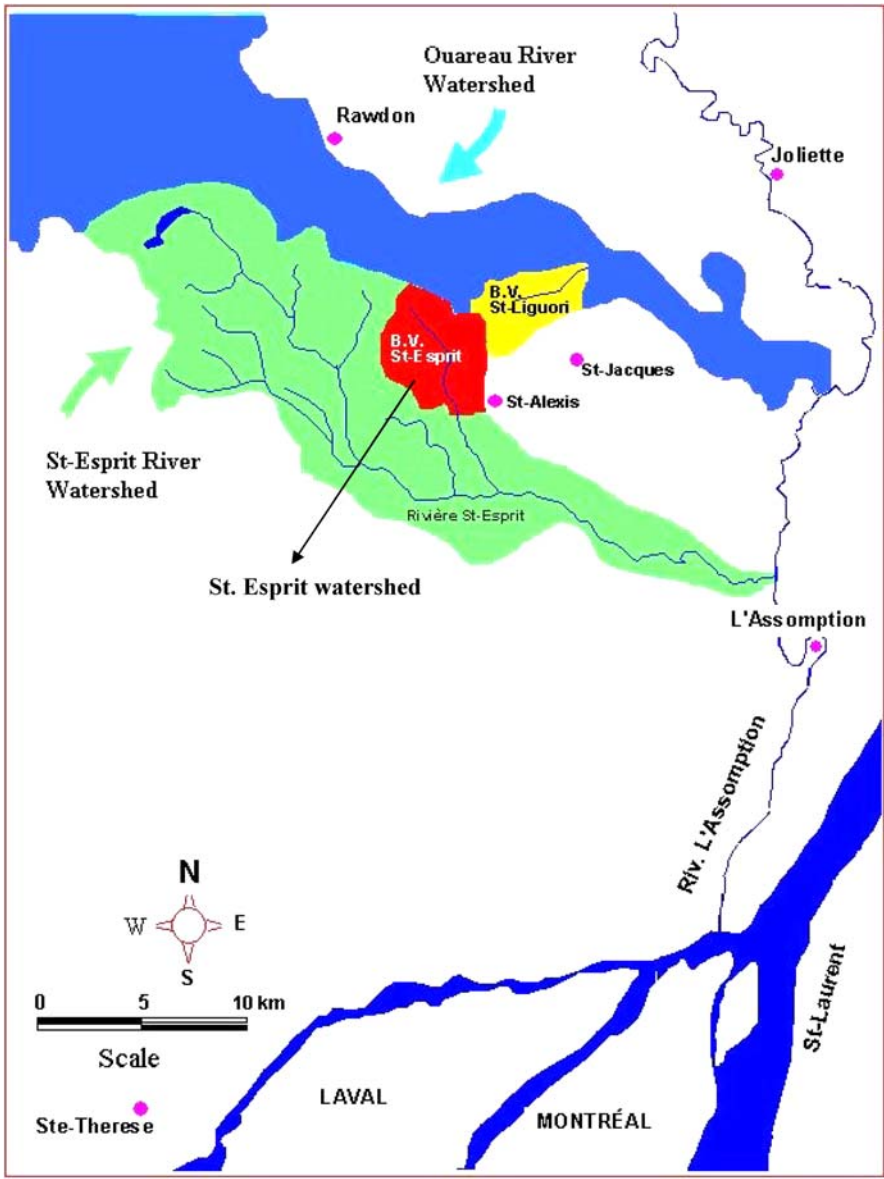 Ouareau River
Watershed
Rawdon
Joliette
B.V.
St-Liguori
B.V.
St-Esprit
St-Jacques
St-Alexis
St-Esprit River
Watershed
Rivière St-Esprit
St. Esprit watershed
L'Assomption
Riv. L'Assomption
N
W
E
S
0 5 10 km
Scale
St-Laurent
Ste-Therese
LAVAL
MONTRÉAL